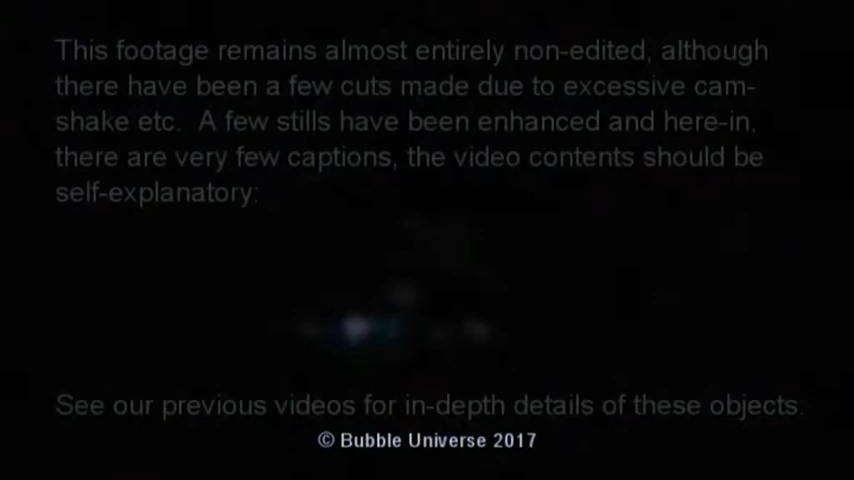 This footage remains almost entirely non-edited, although
there have been a few cuts made due to excessive cam-
shake etc.  A few stills have been enhanced and here-in,
there are very few captions, the video contents should be
self-explanatory:
See our previous videos for in-depth details of these objects.
© Bubble Universe 2017